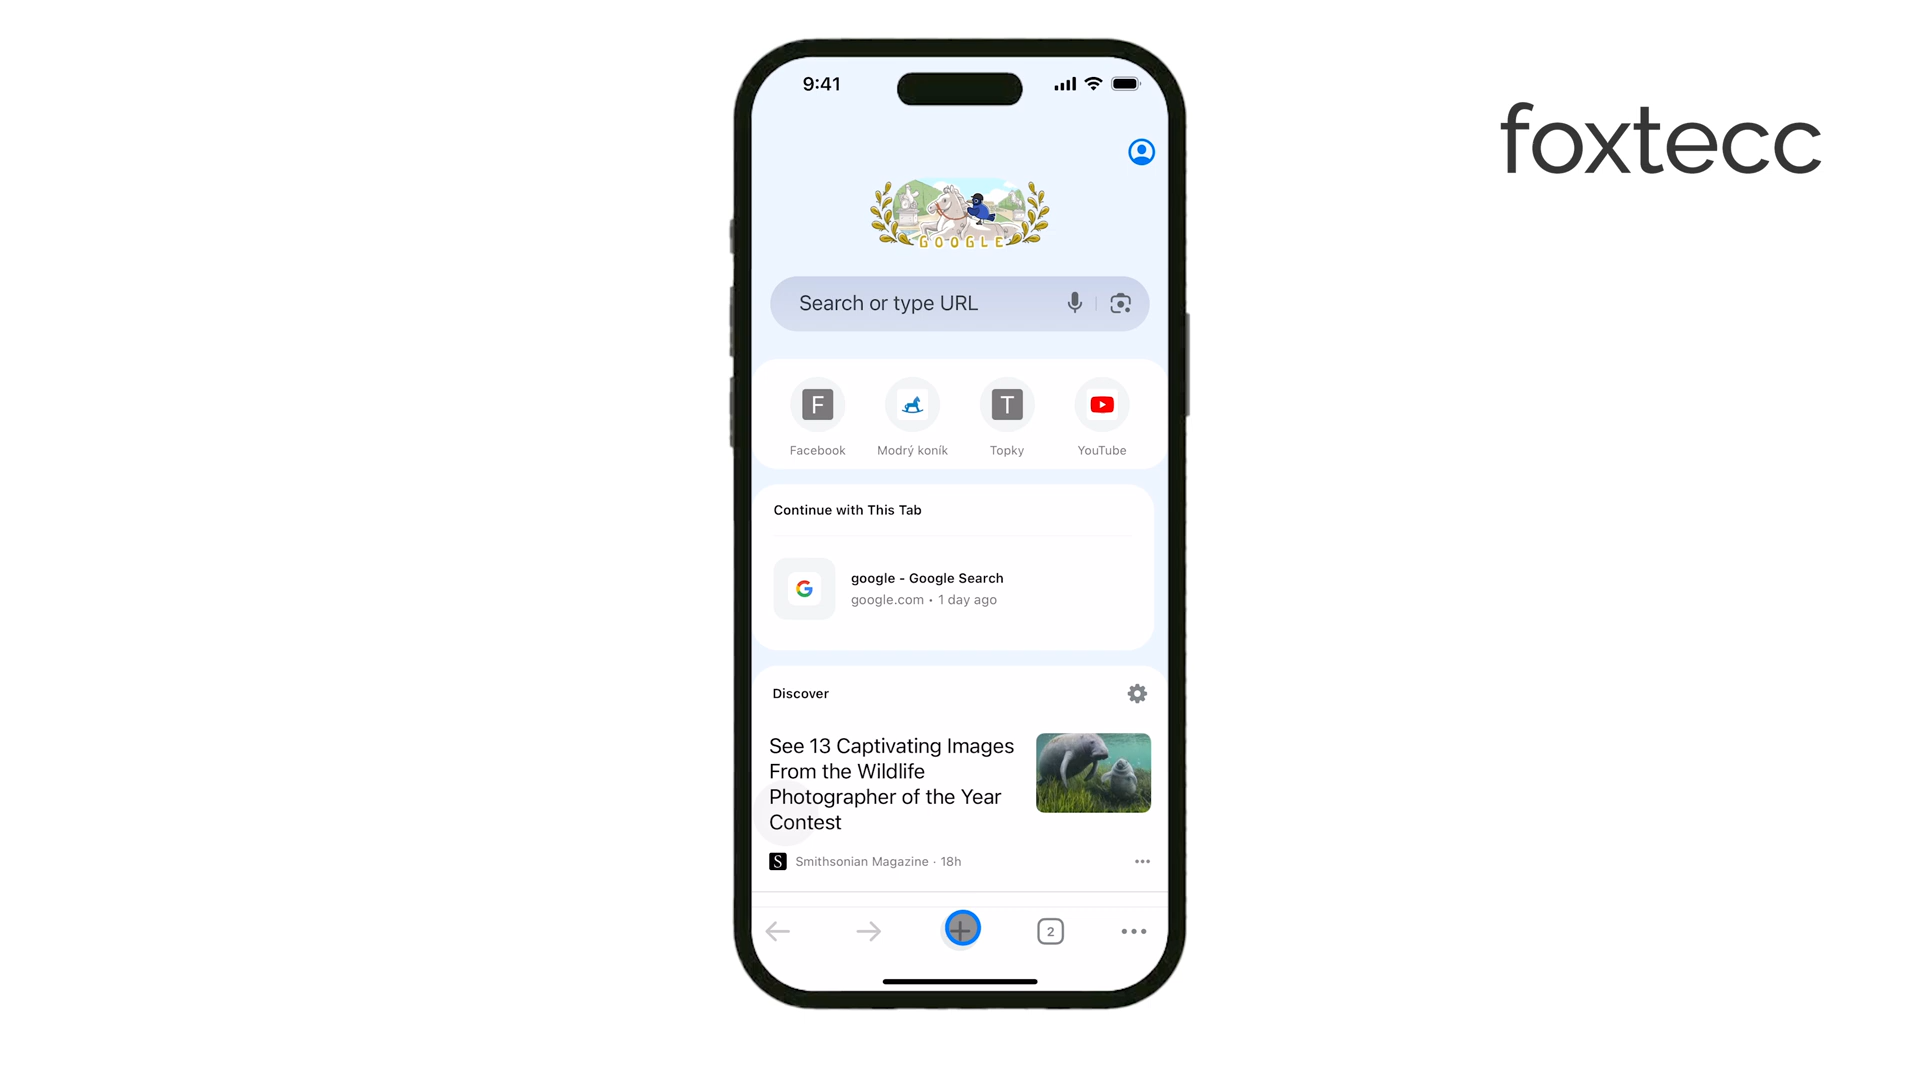 9:41
foxtecc
GOOGLE
Search or type URL
F
T
Facebook
Modrý koník
Topky
YouTube
Continue with This Tab
G
google - Google Search
google.com • 1 day ago
Discover
See 13 Captivating Images
From the Wildlife
Photographer of the Year
Contest
S Smithsonian Magazine · 18h
2